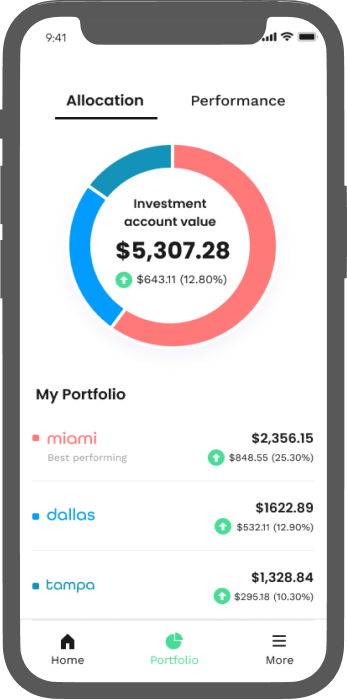 9:41
Allocation Performance
Investment
account value
$5,307.28
$643.11 (12.80%)
My Portfolio
miami $2,356.15
Best performing $848.55 (25.30%)
dallas $1622.89
$532.11 (12.90%)
tampa $1,328.84
$295.18 (10.30%)
Home Portfolio More